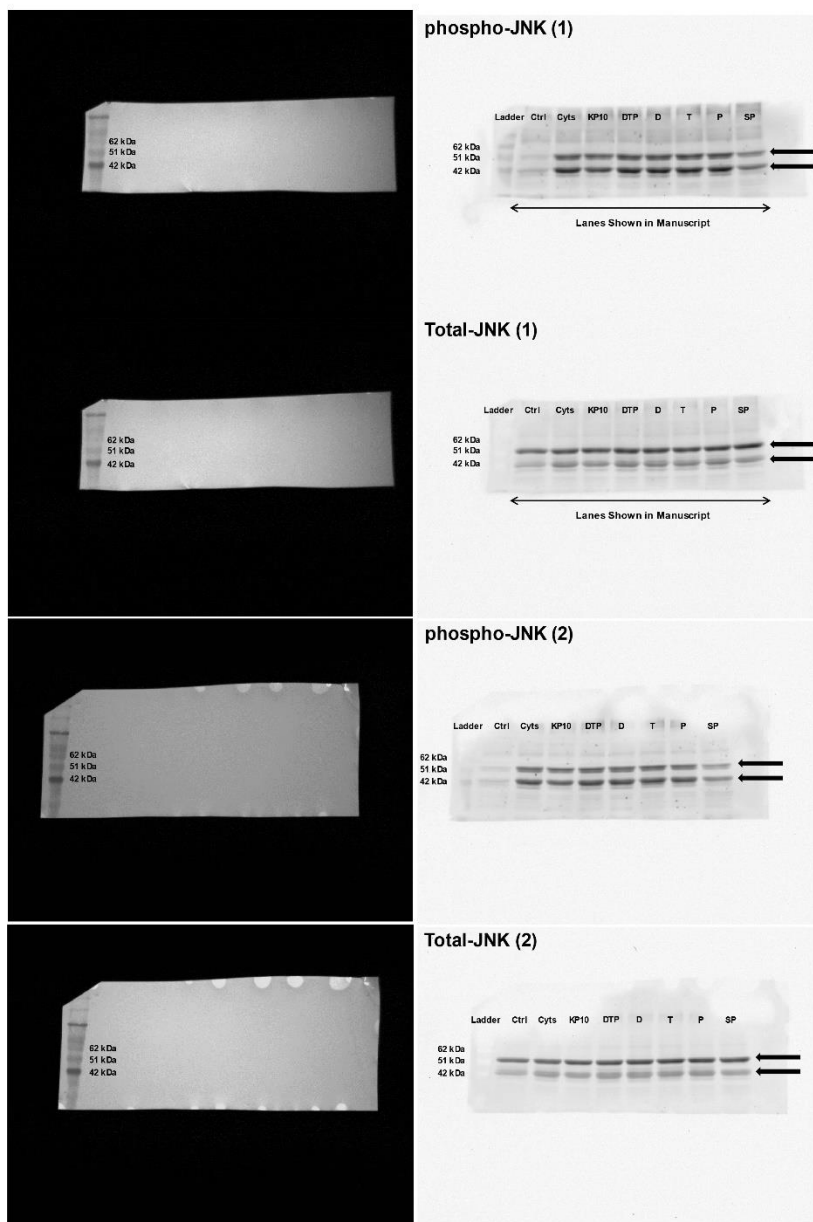 phospho-JNK (1)
62 kDa
51 kDa
42 kDa
Ladder Ctrl Cyts KP10 DTP D T P SP
62 kDa
51 kDa
42 kDa
Lanes Shown in Manuscript
Total-JNK (1)
62 kDa
51 kDa
42 kDa
Ladder Ctrl Cyts KP10 DTP D T P SP
62 kDa
51 kDa
42 kDa
Lanes Shown in Manuscript
phospho-JNK (2)
62 kDa
51 kDa
42 kDa
Ladder Ctrl Cyts KP10 DTP D T P SP
62 kDa
51 kDa
42 kDa
Total-JNK (2)
62 kDa
51 kDa
42 kDa
Ladder Ctrl Cyts KP10 DTP D T P SP
62 kDa
51 kDa
42 kDa